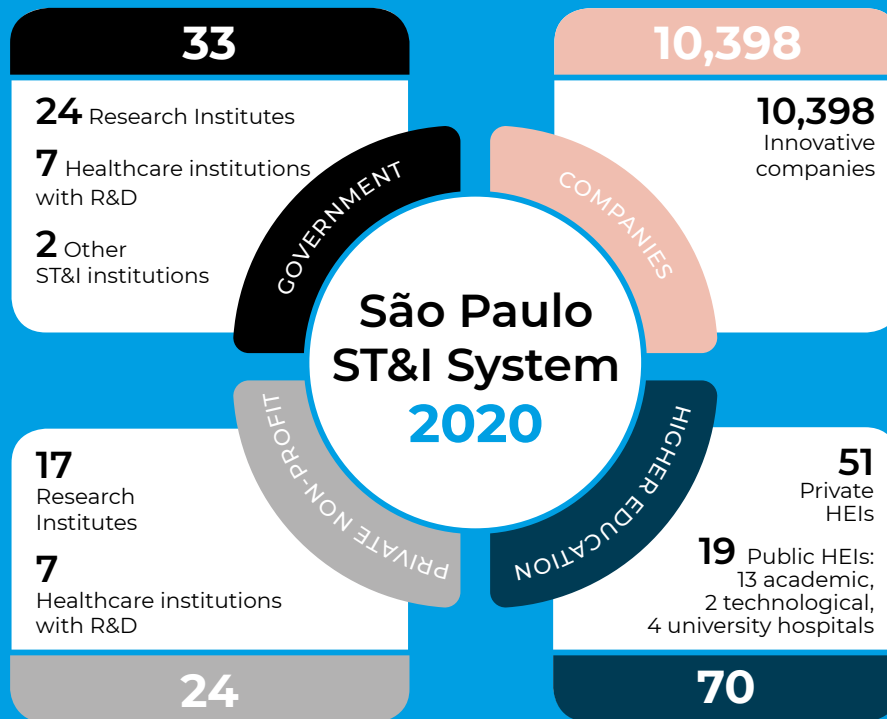 33
24 Research Institutes
7 Healthcare institutions
with R&D
2 Other
ST&I institutions
GOVERNMENT
10,398
10,398
Innovative
companies
COMPANIES
São Paulo
ST&I System
2020
17
Research
Institutes
7
Healthcare institutions
with R&D
24
PRIVATE NON-PROFIT
HIGHER EDUCATION
51
Private
HEIs
19 Public HEIs:
13 academic,
2 technological,
4 university hospitals
70